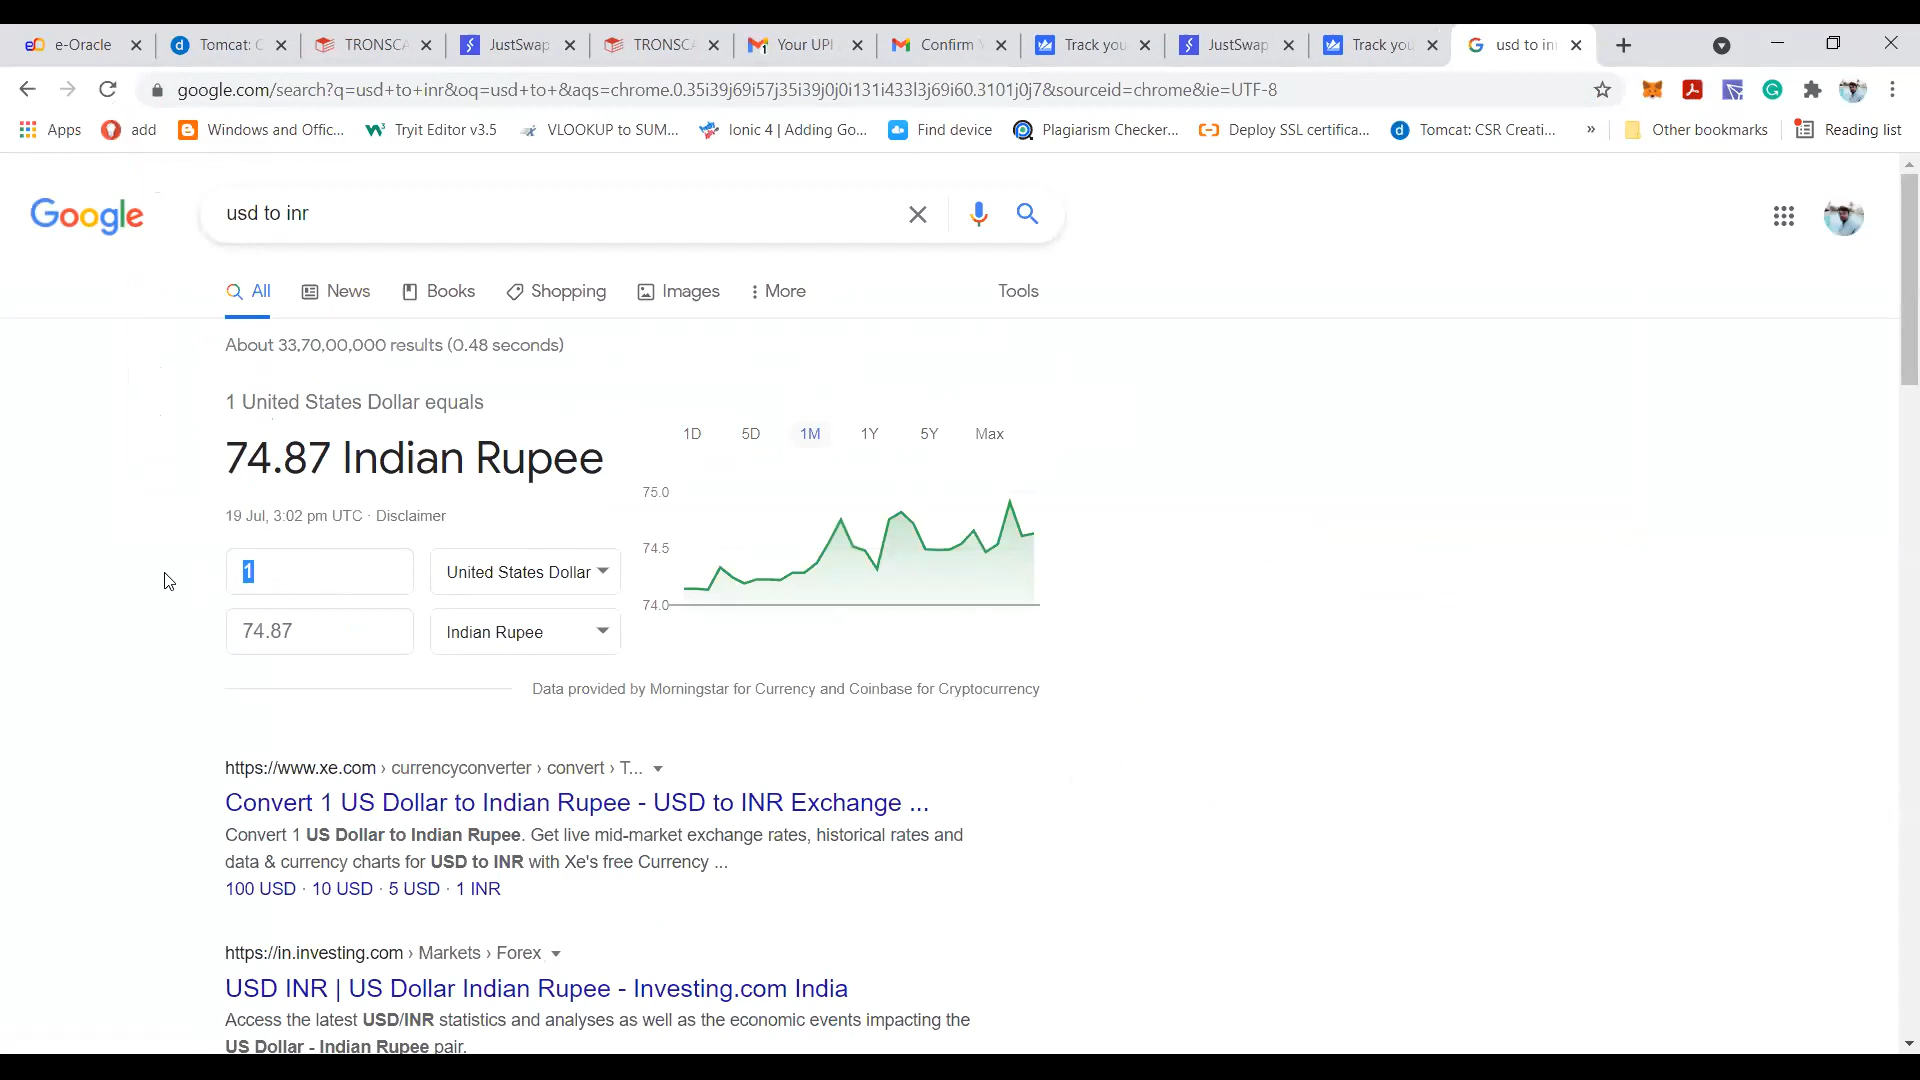 e-Oracle
Tomcat: C
TRONSCA
JustSwap
TRONSCA
Your UPI
Confirm
Track you
JustSwap
Track you
usd to in
google.com/search?q=usd+to+inr&oq=usd+to+&aqs=chrome.0.35i39j69i57j35i39j0j0i131i433l3j69i60.3101j0j7&sourceid=chrome&ie=UTF-8
Apps
add
Windows and Offic...
Tryit Editor v3.5
VLOOKUP to SUM...
Ionic 4 | Adding Go...
Find device
Plagiarism Checker...
Deploy SSL certifica...
Tomcat: CSR Creati...
»
Other bookmarks
Reading list
Google
usd to inr
All
News
Books
Shopping
Images
More
Tools
About 33,70,00,000 results (0.48 seconds)
1 United States Dollar equals
74.87 Indian Rupee
19 Jul, 3:02 pm UTC · Disclaimer
1
United States Dollar
74.87
Indian Rupee
1D 5D 1M 1Y 5Y Max
75.0
74.5
74.0
Data provided by Morningstar for Currency and Coinbase for Cryptocurrency
https://www.xe.com › currencyconverter › convert › T...
Convert 1 US Dollar to Indian Rupee - USD to INR Exchange ...
Convert 1 US Dollar to Indian Rupee. Get live mid-market exchange rates, historical rates and
data & currency charts for USD to INR with Xe's free Currency ...
100 USD · 10 USD · 5 USD · 1 INR
https://in.investing.com › Markets › Forex
USD INR | US Dollar Indian Rupee - Investing.com India
Access the latest USD/INR statistics and analyses as well as the economic events impacting the
US Dollar - Indian Rupee pair.